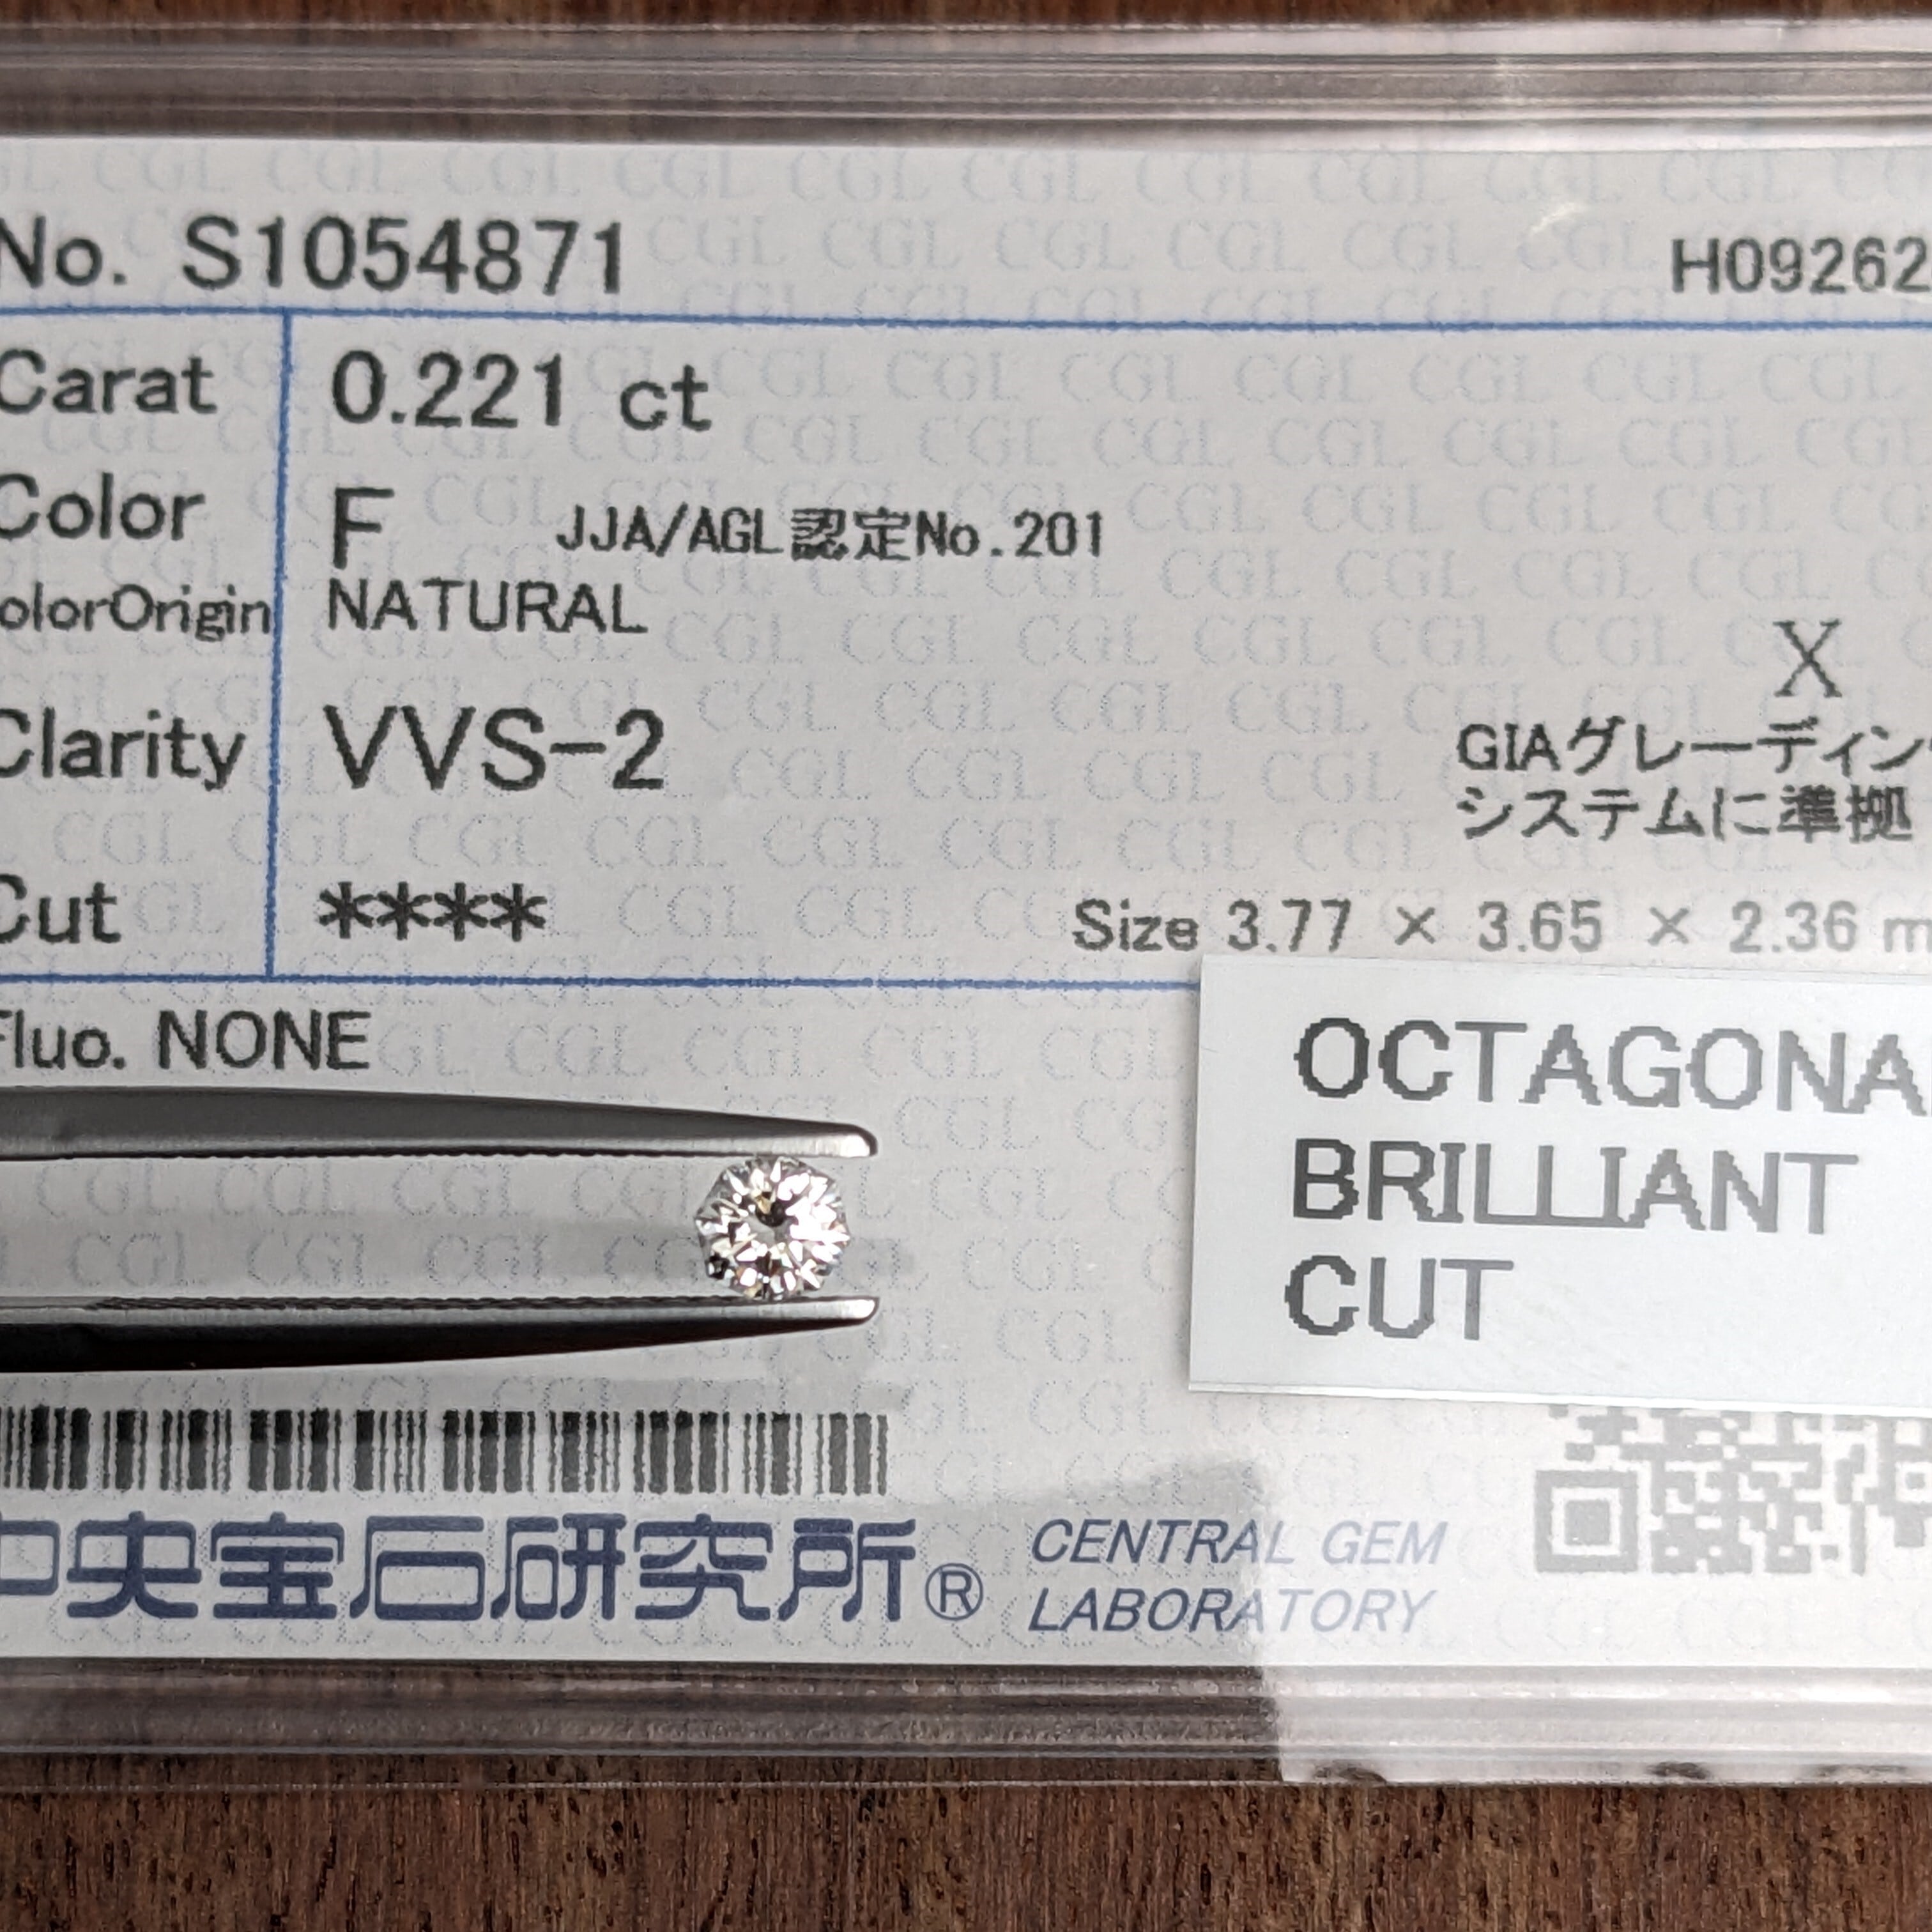 No. S1054871
H09262
Carat 0.221 ct
Color F JJA/AGL認定No.201
olorOrigin NATURAL
X
Clarity VVS-2
GIAグレーディン
システムに準拠
Cut ****
Size 3.77 × 3.65 × 2.36 m
Fluo. NONE
OCTAGONA
BRILLIANT
CUT
中央宝石研究所®
CENTRAL GEM
LABORATORY